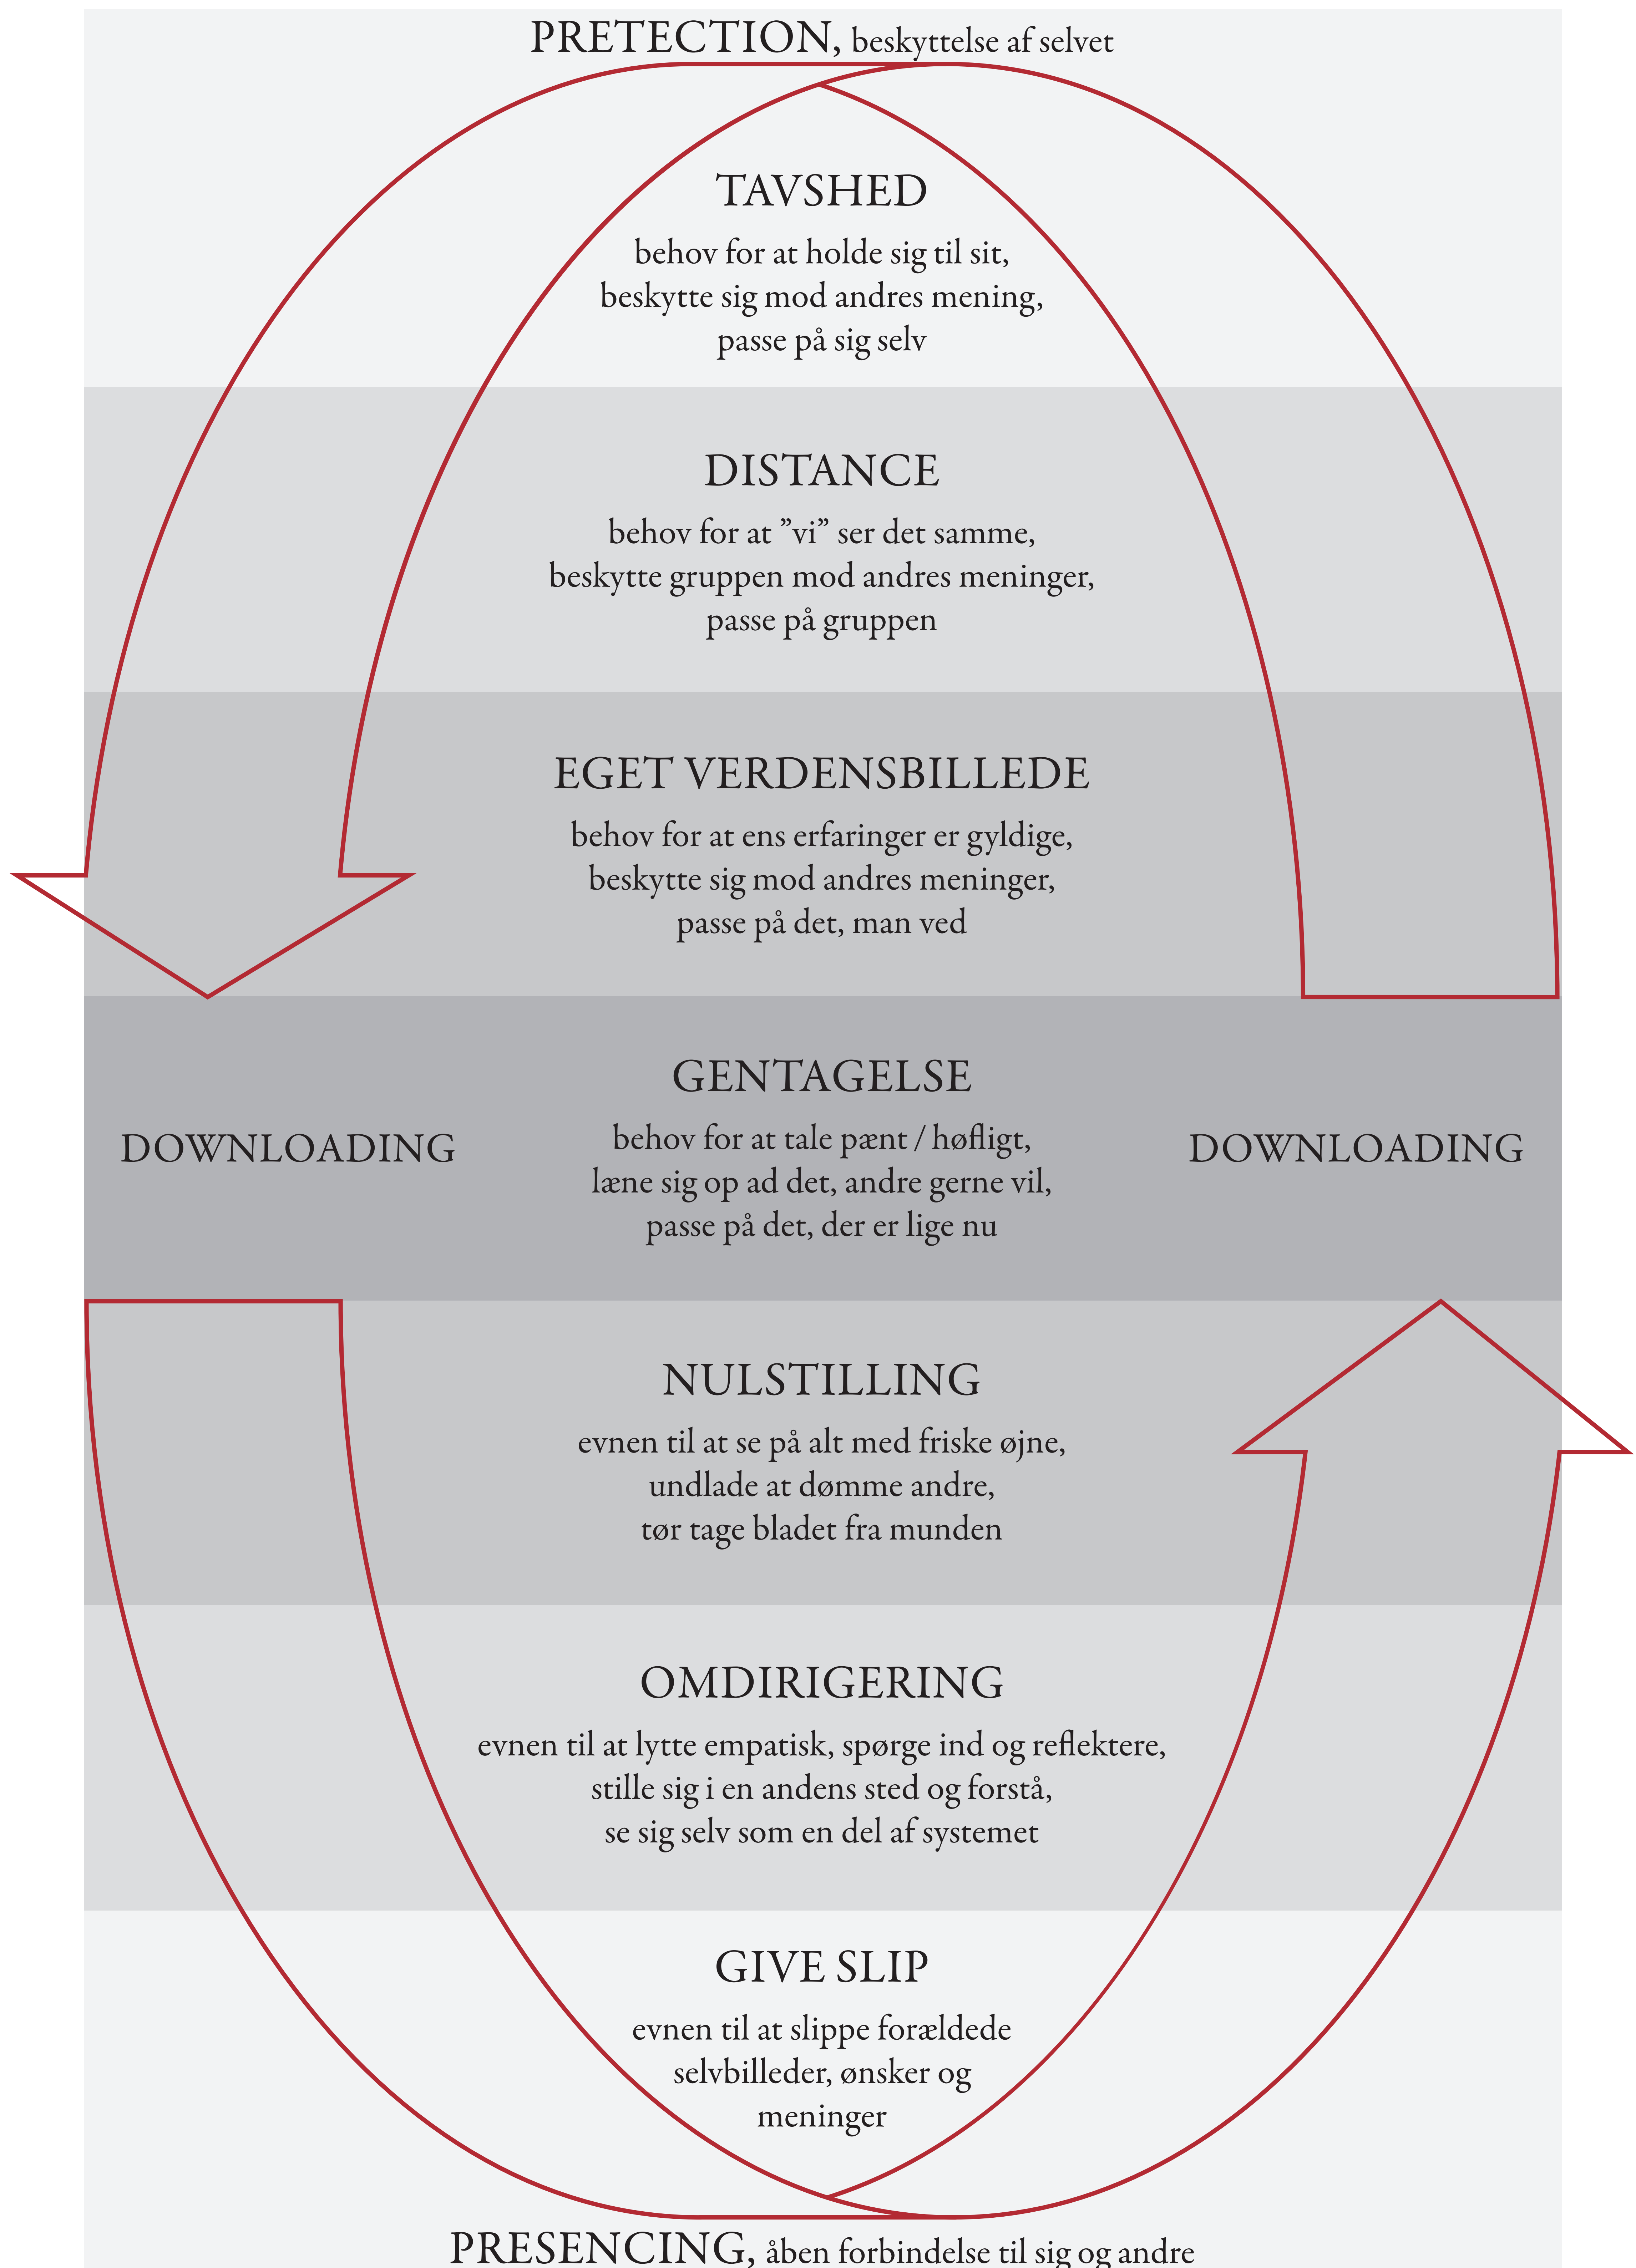 PRETECTION, beskyttelse af selvet
TAVSHED
behov for at holde sig til sit,
beskytte sig mod andres mening,
passe på sig selv
DISTANCE
behov for at ”vi” ser det samme,
beskytte gruppen mod andres meninger,
passe på gruppen
EGET VERDENSBILLEDE
behov for at ens erfaringer er gyldige,
beskytte sig mod andres meninger,
passe på det, man ved
DOWNLOADING
GENTAGELSE
behov for at tale pænt / høfligt,
læne sig op ad det, andre gerne vil,
passe på det, der er lige nu
DOWNLOADING
NULSTILLING
evnen til at se på alt med friske øjne,
undlade at dømme andre,
tør tage bladet fra munden
OMDIRIGERING
evnen til at lytte empatisk, spørge ind og reflektere,
stille sig i en andens sted og forstå,
se sig selv som en del af systemet
GIVE SLIP
evnen til at slippe forældede
selvbilleder, ønsker og
meninger
PRESENCING, åben forbindelse til sig og andre